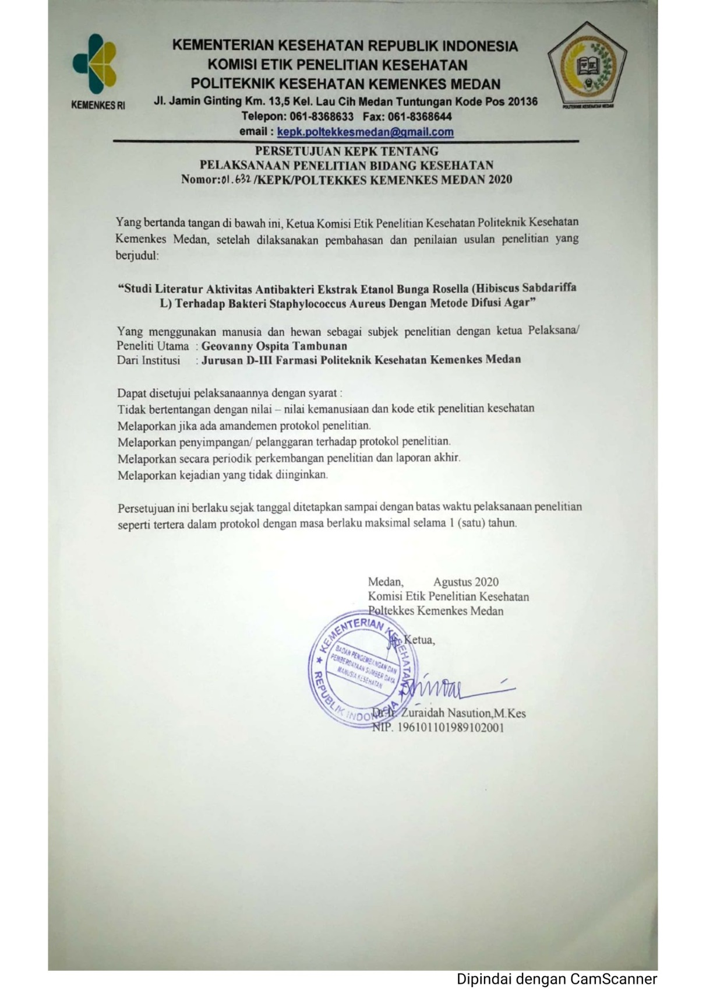 KEMENTERIAN KESEHATAN REPUBLIK INDONESIA
KOMISI ETIK PENELITIAN KESEHATAN
POLITEKNIK KESEHATAN KEMENKES MEDAN
KEMENKES RI
Jl. Jamin Ginting Km. 13,5 Kel. Lau Cih Medan Tuntungan Kode Pos 20136
POLITEKNIK KESEHATAN MEDAN
Telepon: 061-8368633 Fax: 061-8368644
email : kepk.poltekkesmedan@gmail.com
PERSETUJUAN KEPK TENTANG
PELAKSANAAN PENELITIAN BIDANG KESEHATAN
Nomor:01.632/KEPK/POLTEKKES KEMENKES MEDAN 2020
Yang bertanda tangan di bawah ini, Ketua Komisi Etik Penelitian Kesehatan Politeknik Kesehatan
Kemenkes Medan, setelah dilaksanakan pembahasan dan penilaian usulan penelitian yang
berjudul:
“Studi Literatur Aktivitas Antibakteri Ekstrak Etanol Bunga Rosella (Hibiscus Sabdariffa
L) Terhadap Bakteri Staphylococcus Aureus Dengan Metode Difusi Agar”
Yang menggunakan manusia dan hewan sebagai subjek penelitian dengan ketua Pelaksana/
Peneliti Utama : Geovanny Ospita Tambunan
Dari Institusi : Jurusan D-III Farmasi Politeknik Kesehatan Kemenkes Medan
Dapat disetujui pelaksanaannya dengan syarat :
Tidak bertentangan dengan nilai – nilai kemanusiaan dan kode etik penelitian kesehatan
Melaporkan jika ada amandemen protokol penelitian.
Melaporkan penyimpangan/ pelanggaran terhadap protokol penelitian.
Melaporkan secara periodik perkembangan penelitian dan laporan akhir.
Melaporkan kejadian yang tidak diinginkan.
Persetujuan ini berlaku sejak tanggal ditetapkan sampai dengan batas waktu pelaksanaan penelitian
seperti tertera dalam protokol dengan masa berlaku maksimal selama 1 (satu) tahun.
Medan, Agustus 2020
Komisi Etik Penelitian Kesehatan
Poltekkes Kemenkes Medan
Ketua,
KEMENTERIAN KESEHATAN
BADAN PENGEMBANGAN DAN
PEMBERDAYAAN SUMBER DAYA
MANUSIA KESEHATAN
REPUBLIK INDONESIA
Dr.Ir. Zuraidah Nasution,M.Kes
NIP. 196101101989102001
Dipindai dengan CamScanner